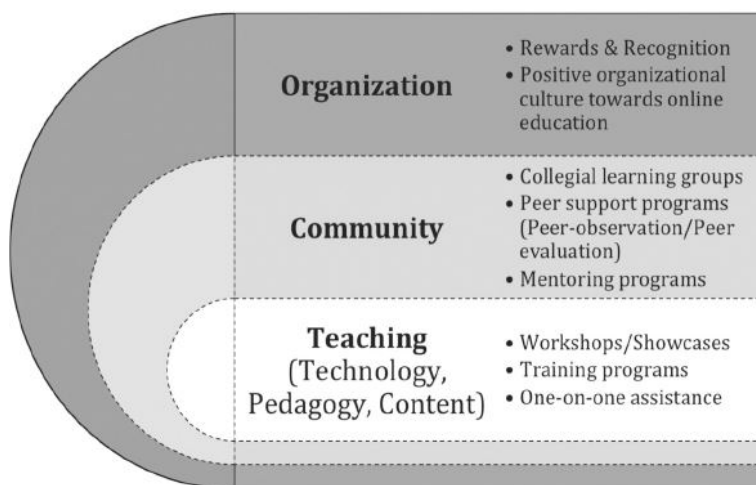 Organization
• Rewards & Recognition
• Positive organizational
culture towards online
education
Community
• Collegial learning groups
• Peer support programs
(Peer-observation/Peer
evaluation)
• Mentoring programs
Teaching
(Technology,
Pedagogy, Content)
• Workshops/Showcases
• Training programs
• One-on-one assistance